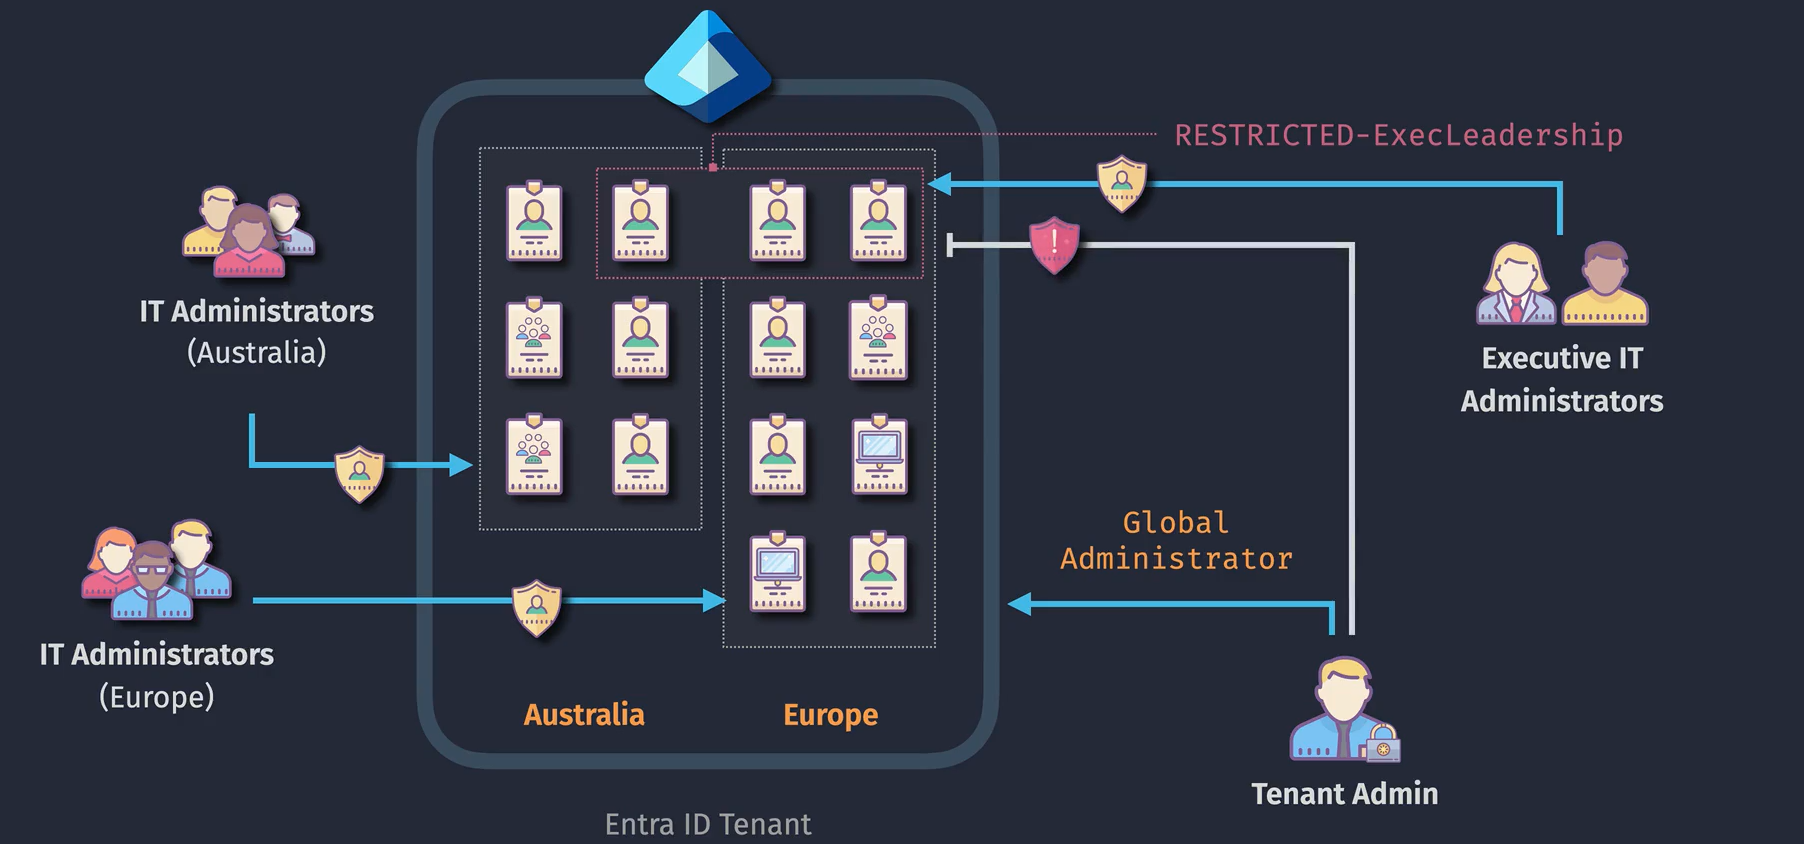 RESTRICTED-ExecLeadership
IT Administrators
(Australia)
Executive IT
Administrators
Global
Administrator
IT Administrators
(Europe)
Australia
Europe
Tenant Admin
Entra ID Tenant